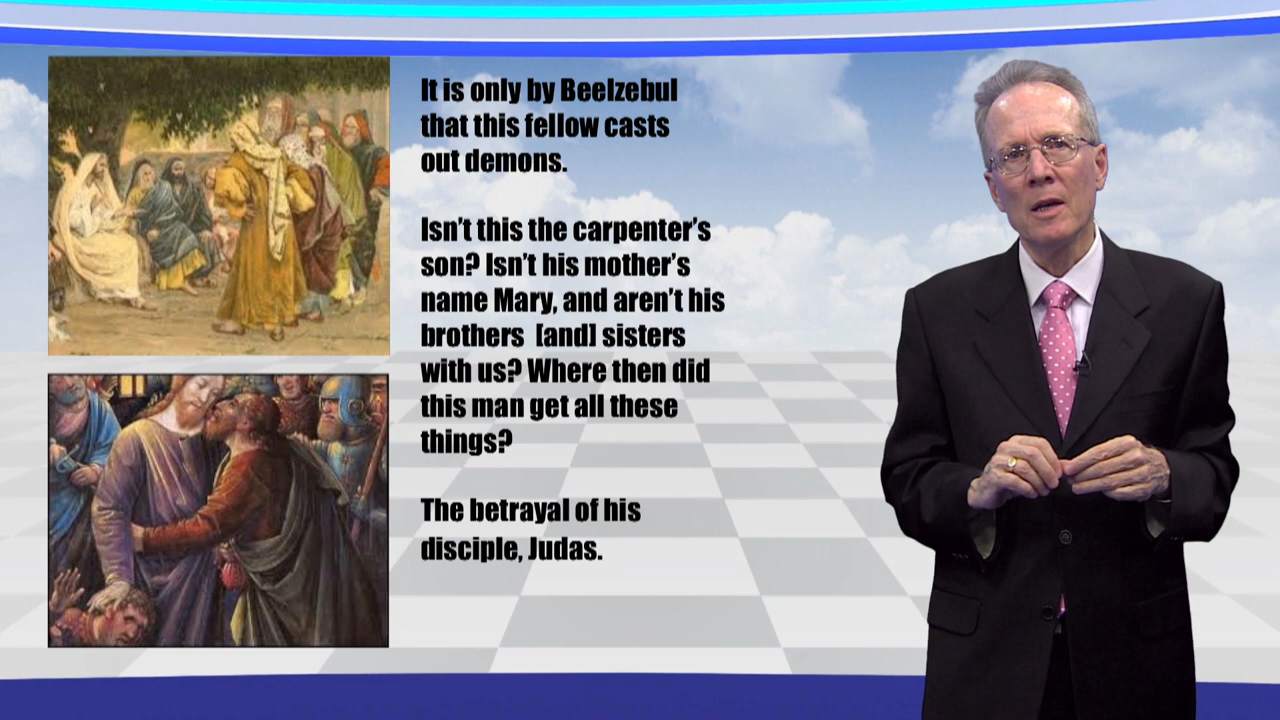 It is only by Beelzebul
that this fellow casts
out demons.
Isn't this the carpenter's
son? Isn't his mother's
name Mary, and aren't his
brothers [and] sisters
with us? Where then did
this man get all these
things?
The betrayal of his
disciple, Judas.